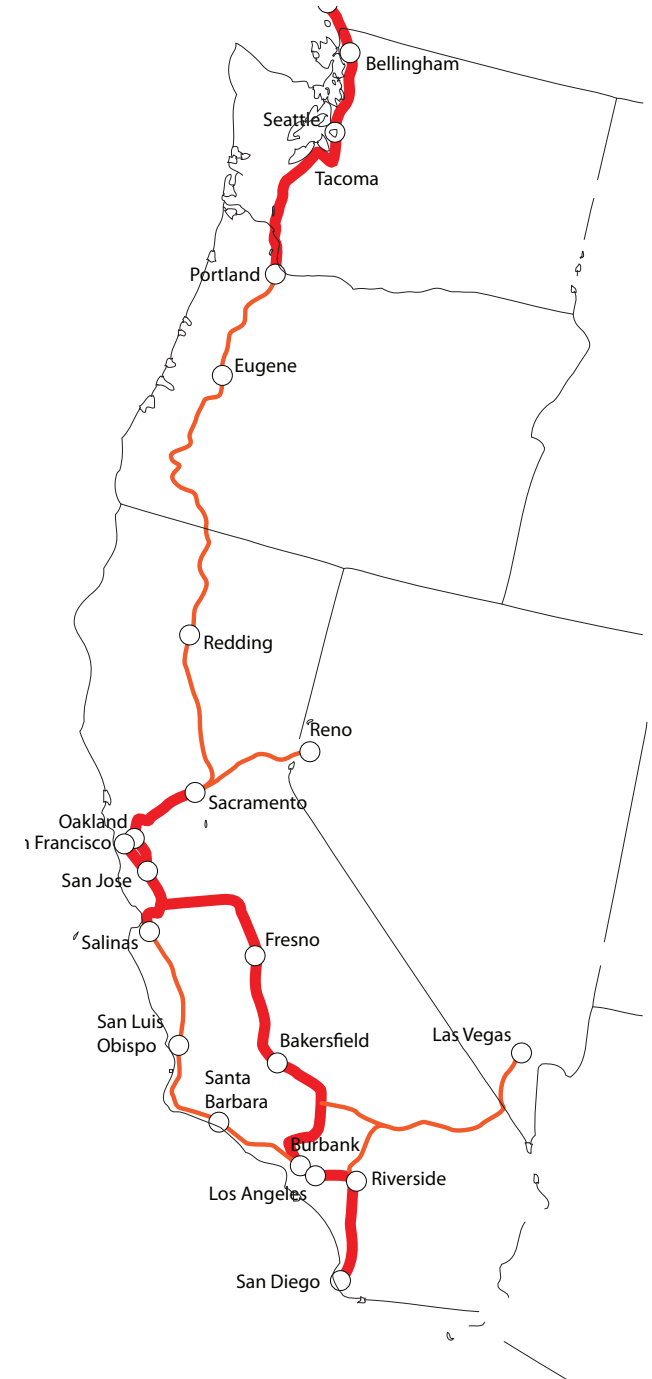 Bellingham
Seattle
Tacoma
Portland
Eugene
Redding
Reno
Sacramento
Oakland
Francisco
San Jose
Salinas
Fresno
San Luis
Obispo
Bakersfield
Las Vegas
Santa
Barbara
Burbank
Los Angeles
Riverside
San Diego